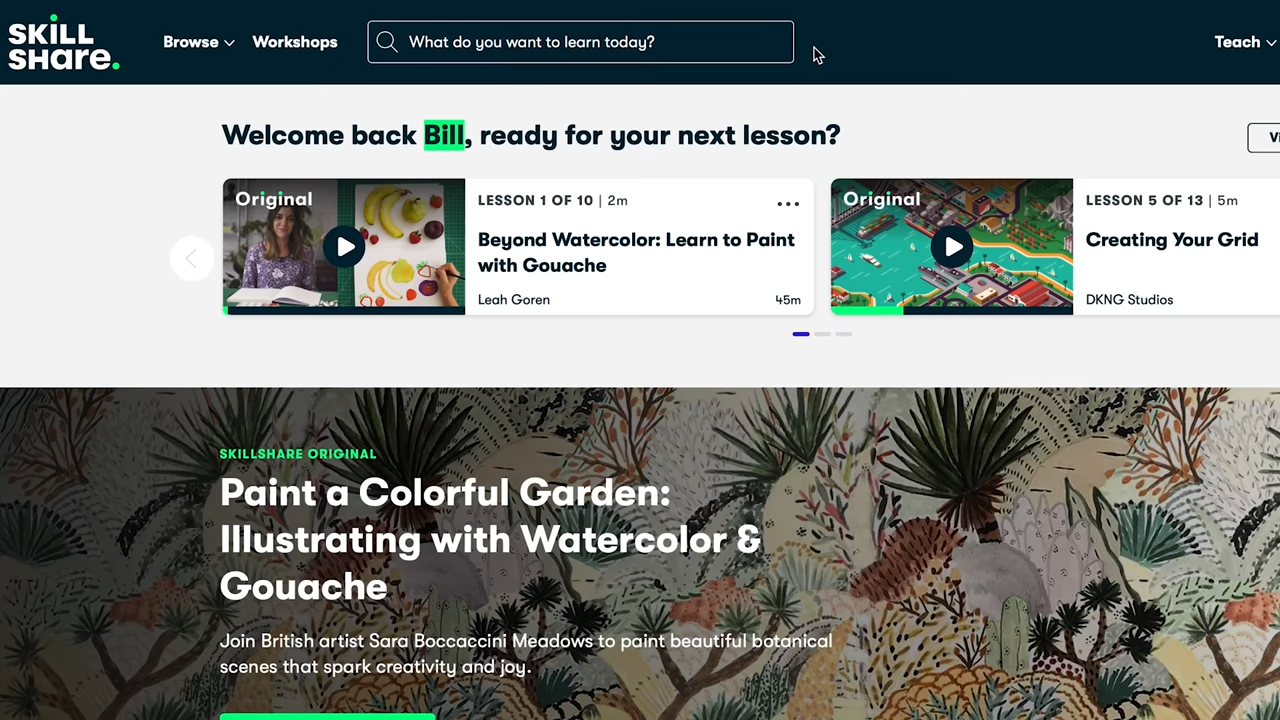 SKILL
SHare.
Browse
Workshops
What do you want to learn today?
Teach
Welcome back Bill, ready for your next lesson?
Original
LESSON 1 OF 10 | 2m
Beyond Watercolor: Learn to Paint
with Gouache
Leah Goren
45m
Original
LESSON 5 OF 13 | 5m
Creating Your Grid
DKNG Studios
SKILLSHARE ORIGINAL
Paint a Colorful Garden:
Illustrating with Watercolor &
Gouache
Join British artist Sara Boccaccini Meadows to paint beautiful botanical
scenes that spark creativity and joy.